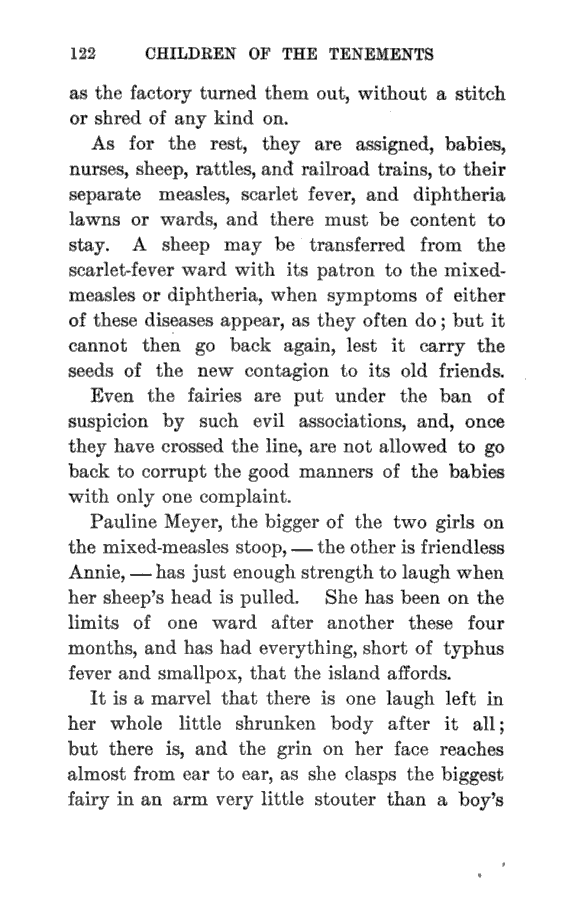 122 CHILDREN OF THE TENEMENTS
as the factory turned them out, without a stitch
or shred of any kind on.
As for the rest, they are assigned, babies,
nurses, sheep, rattles, and railroad trains, to their
separate measles, scarlet fever, and diphtheria
lawns or wards, and there must be content to
stay. A sheep may be transferred from the
scarlet-fever ward with its patron to the mixed-
measles or diphtheria, when symptoms of either
of these diseases appear, as they often do; but it
cannot then go back again, lest it carry the
seeds of the new contagion to its old friends.
Even the fairies are put under the ban of
suspicion by such evil associations, and, once
they have crossed the line, are not allowed to go
back to corrupt the good manners of the babies
with only one complaint.
Pauline Meyer, the bigger of the two girls on
the mixed-measles stoop, — the other is friendless
Annie, — has just enough strength to laugh when
her sheep's head is pulled. She has been on the
limits of one ward after another these four
months, and has had everything, short of typhus
fever and smallpox, that the island affords.
It is a marvel that there is one laugh left in
her whole little shrunken body after it all;
but there is, and the grin on her face reaches
almost from ear to ear, as she clasps the biggest
fairy in an arm very little stouter than a boy's